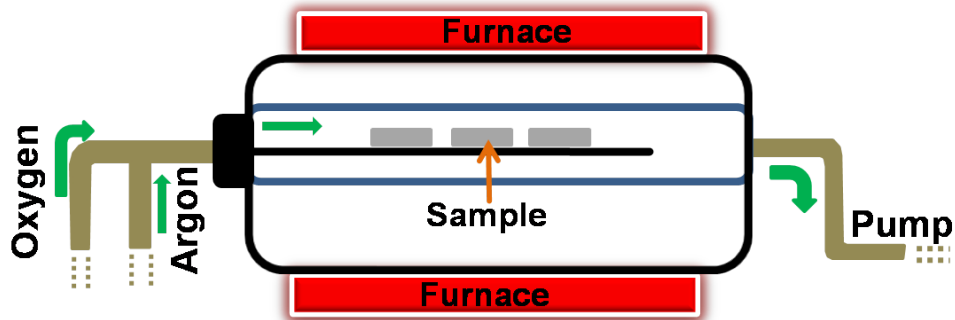 Furnace
Oxygen
Argon
Sample
Pump
Furnace